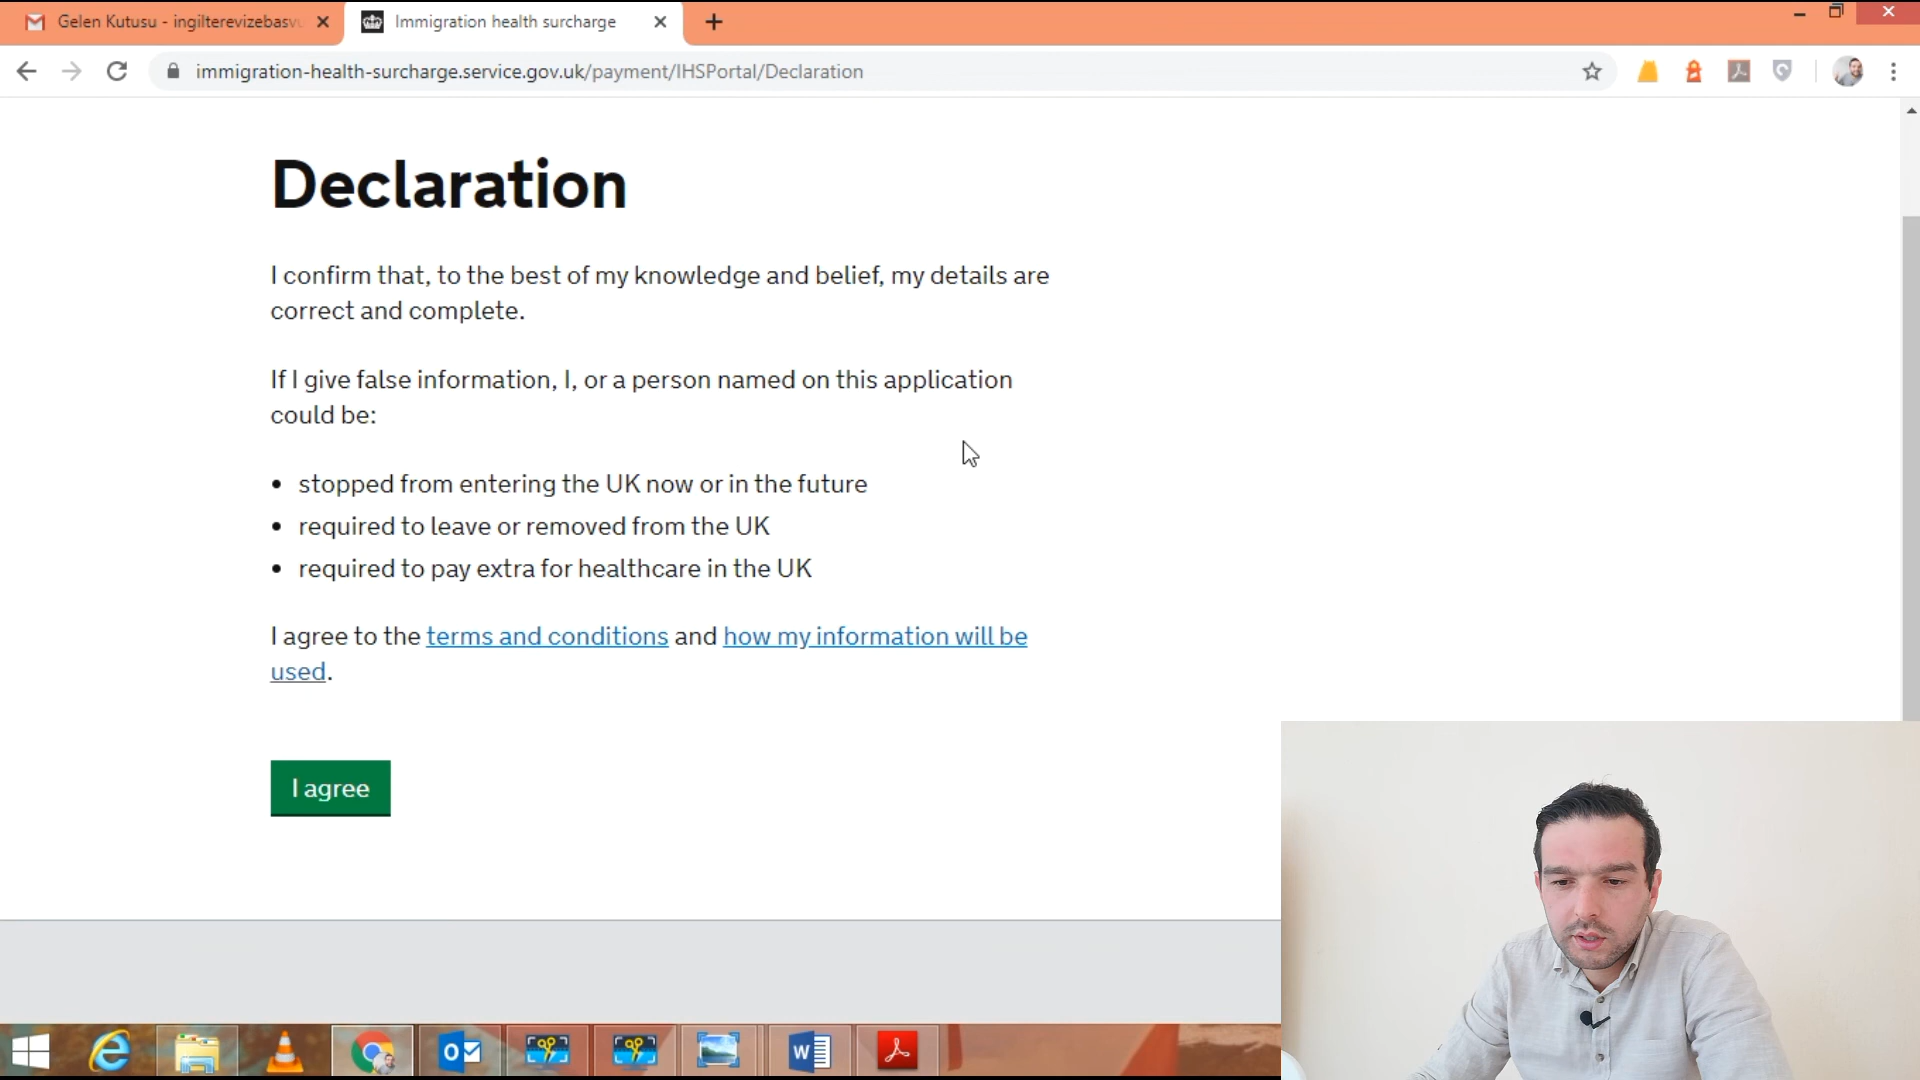 Gelen Kutusu - ingilterevizebasvu
Immigration health surcharge
immigration-health-surcharge.service.gov.uk/payment/IHSPortal/Declaration
Declaration
I confirm that, to the best of my knowledge and belief, my details are
correct and complete.
If I give false information, I, or a person named on this application
could be:
• stopped from entering the UK now or in the future
• required to leave or removed from the UK
• required to pay extra for healthcare in the UK
I agree to the terms and conditions and how my information will be
used.
I agree